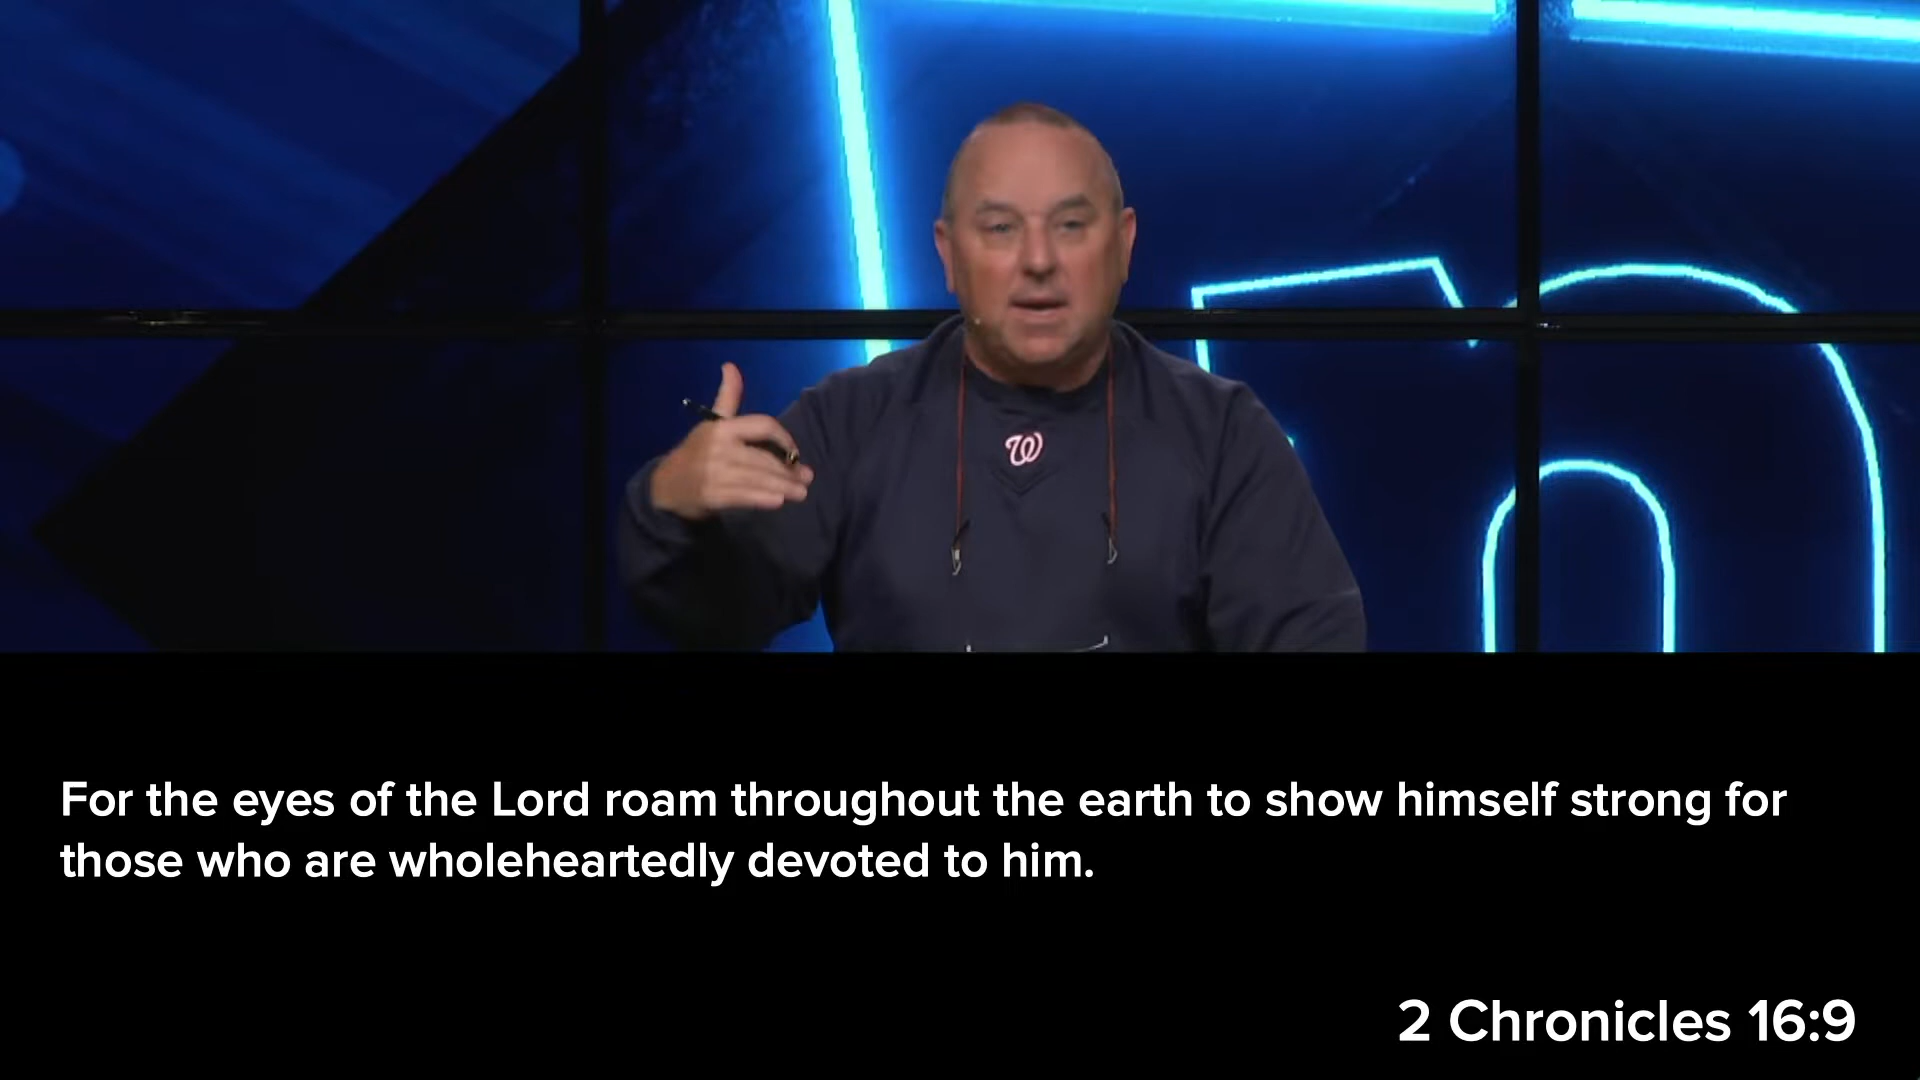 W
For the eyes of the Lord roam throughout the earth to show himself strong for
those who are wholeheartedly devoted to him.
2 Chronicles 16:9